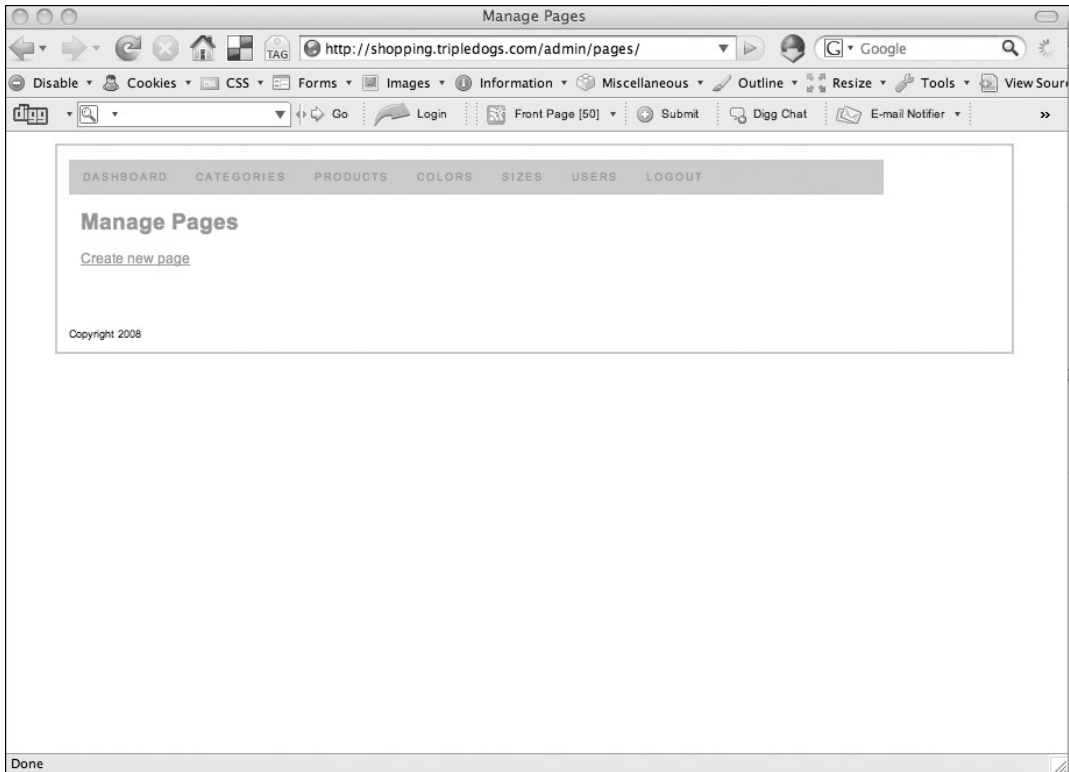 Manage Pages
TAG http://shopping.tripledogs.com/admin/pages/ G Google
Disable Cookies CSS Forms Images Information Miscellaneous Outline Resize Tools View Sour
digg Go Login Front Page [50] Submit Digg Chat E-mail Notifier »
DASHBOARD CATEGORIES PRODUCTS COLORS SIZES USERS LOGOUT
Manage Pages
Create new page
Copyright 2008
Done